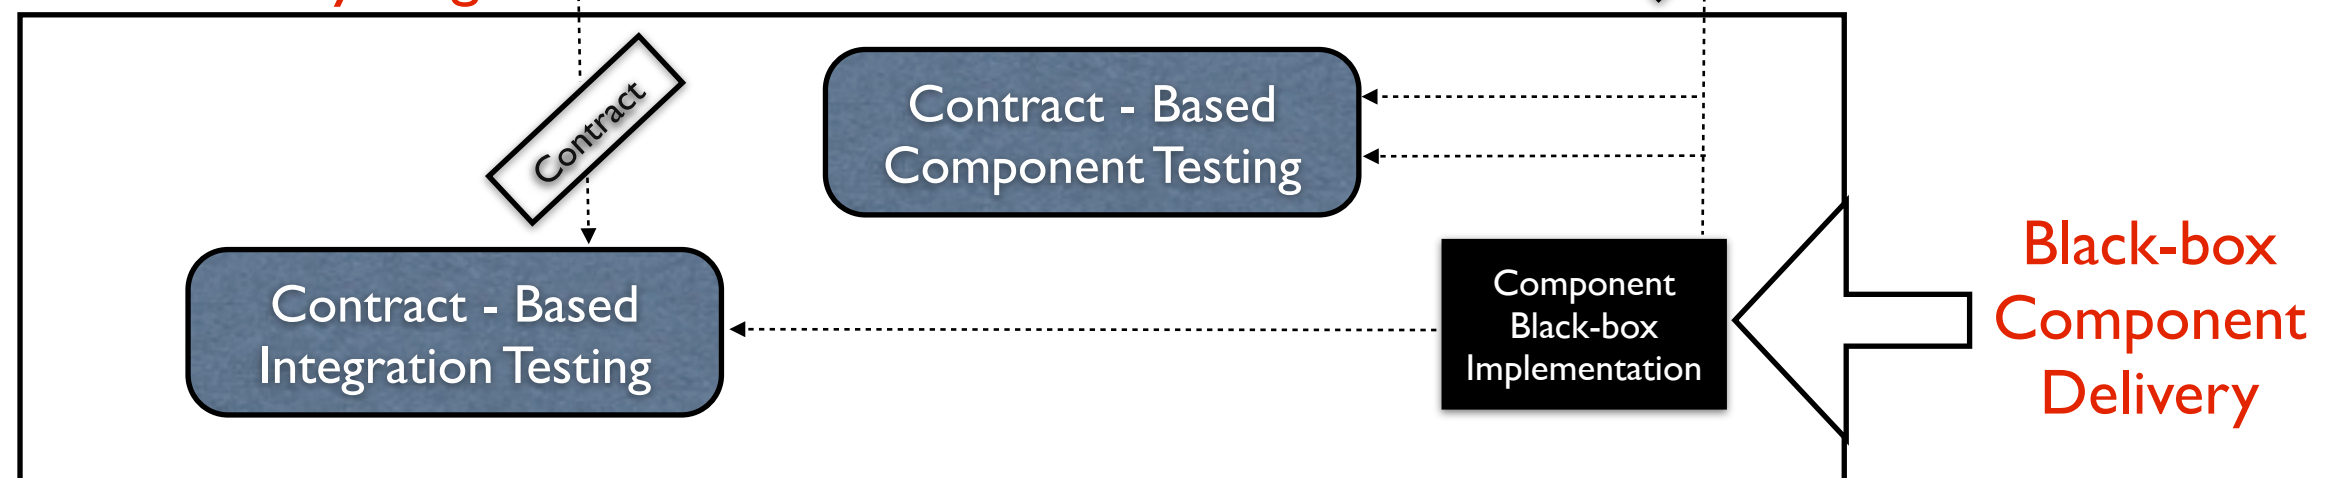 Contract
Contract - Based
Component Testing
Contract - Based
Integration Testing
Component
Black-box
Implementation
Black-box
Component
Delivery